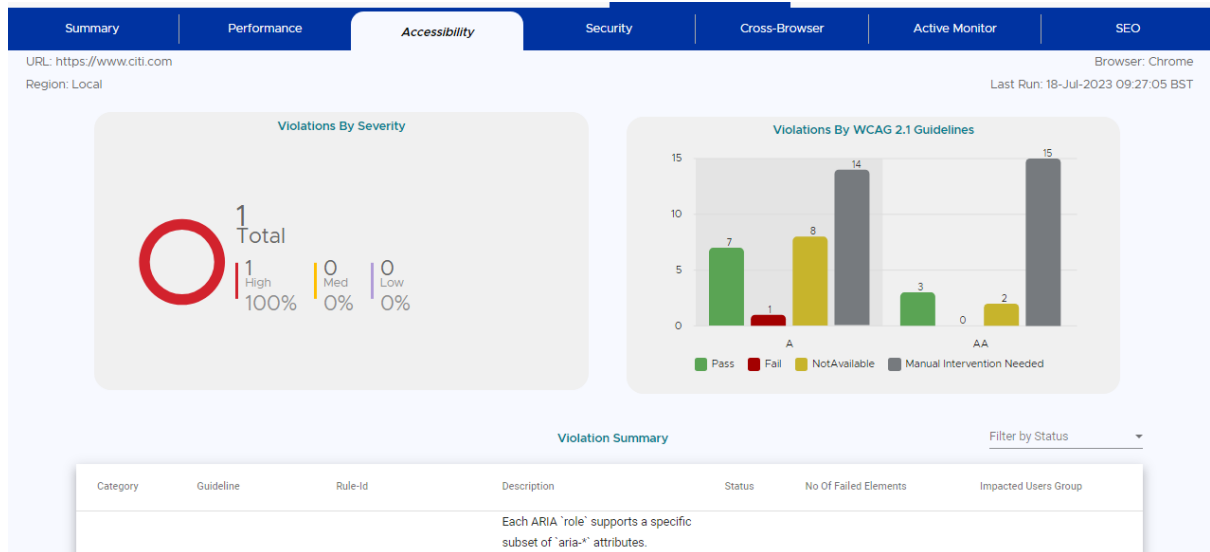 Summary
Performance
Accessibility
Security
Cross-Browser
Active Monitor
SEO
URL: https://www.citi.com
Browser: Chrome
Region: Local
Last Run: 18-Jul-2023 09:27:05 BST
Violations By Severity
1
Total
1
High
100%
0
Med
0%
0
Low
0%
Violations By WCAG 2.1 Guidelines
15
10
5
0
7
1
8
14
3
0
2
15
A
AA
Pass
Fail
NotAvailable
Manual Intervention Needed
Violation Summary
Filter by Status
Category
Guideline
Rule-Id
Description
Status
No Of Failed Elements
Impacted Users Group
Each ARIA `role` supports a specific
subset of `aria-*` attributes.